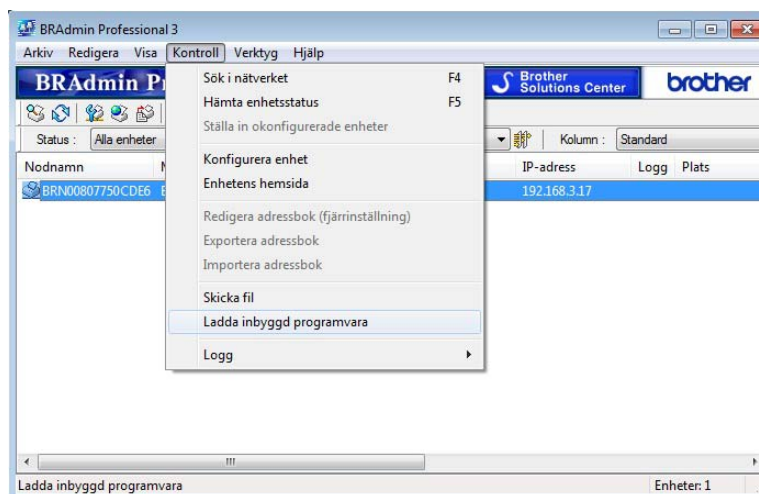 BRAdmin Professional 3
Arkiv Redigera Visa Kontroll Verktyg Hjälp
BRAdmin P Brother Solutions Center brother
Sök i nätverket F4
Hämta enhetsstatus F5
Ställa in okonfigurerade enheter
Status : Alla enheter Kolumn : Standard
Konfigurera enhet
Nodnamn IP-adress Logg Plats
Enhetens hemsida
BRN00807750CDE6 192.168.3.17
Redigera adressbok (fjärrinställning)
Exportera adressbok
Importera adressbok
Skicka fil
Ladda inbyggd programvara
Logg
Ladda inbyggd programvara Enheter: 1